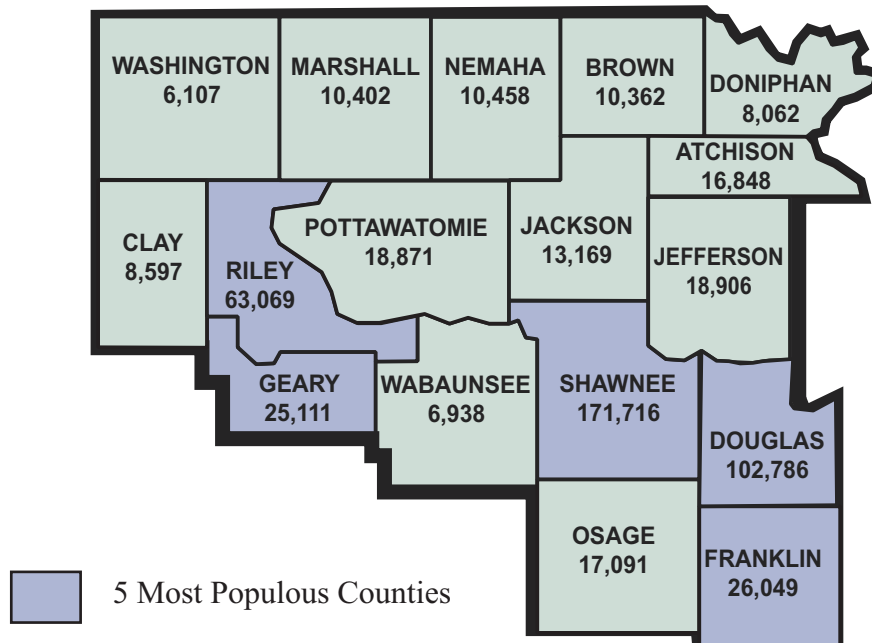 WASHINGTON
6,107
MARSHALL
10,402
NEMAHA
10,458
BROWN
10,362
DONIPHAN
8,062
ATCHISON
16,848
CLAY
8,597
RILEY
63,069
POTTAWATOMIE
18,871
JACKSON
13,169
JEFFERSON
18,906
GEARY
25,111
WABAUNSEE
6,938
SHAWNEE
171,716
DOUGLAS
102,786
OSAGE
17,091
FRANKLIN
26,049
5 Most Populous Counties